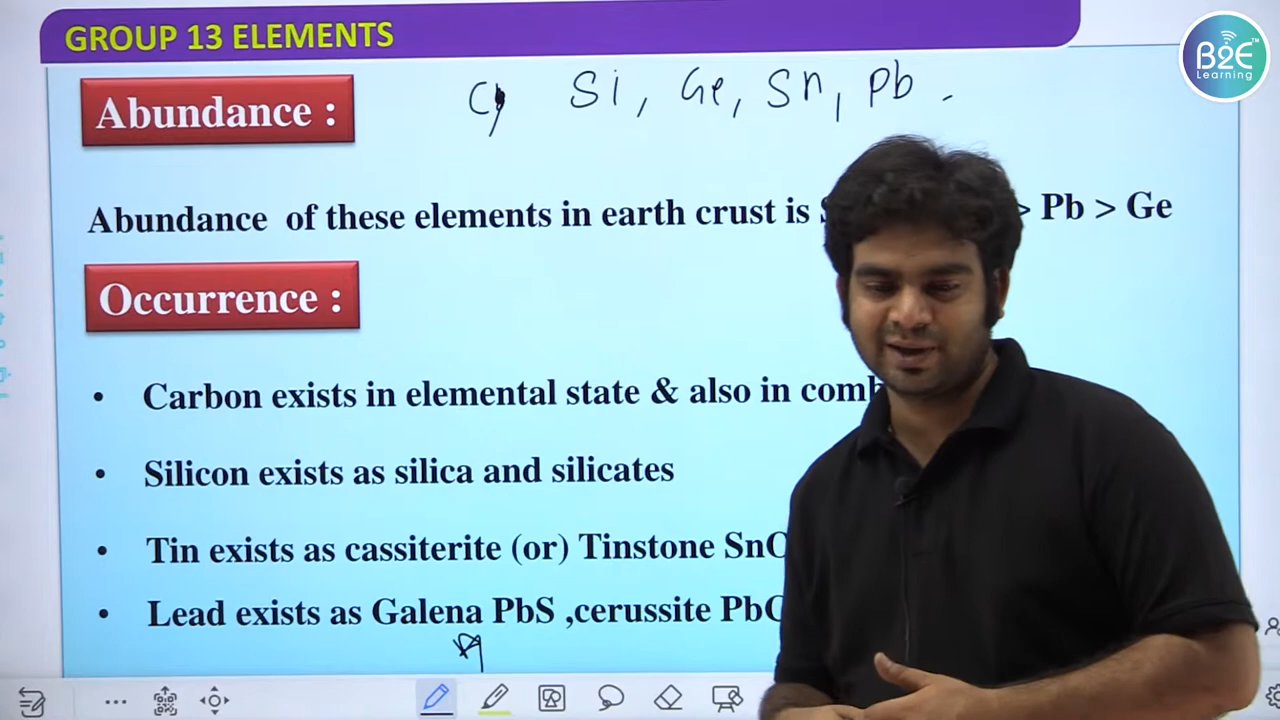 GROUP 13 ELEMENTS
B2E
TM
Learning
Abundance :
C, Si, Ge, Sn, Pb .
Abundance of these elements in earth crust is > Pb > Ge
Occurrence :
• Carbon exists in elemental state & also in
• Silicon exists as silica and silicates
• Tin exists as cassiterite (or) Tinstone
• Lead exists as Galena PbS ,cerussite